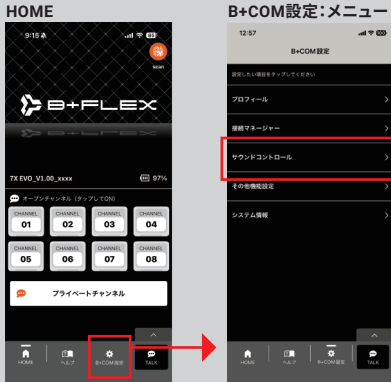 HOME
9:15
scan
B+FLEX
7X EVO_V1.00_xxxx
97%
オープンチャンネル（タップしてON）
CHANNEL
01
CHANNEL
02
CHANNEL
03
CHANNEL
04
CHANNEL
05
CHANNEL
06
CHANNEL
07
CHANNEL
08
プライベートチャンネル
HOME
ヘルプ
B+COM設定
TALK
B+COM設定：メニュー
12:57
B+COM設定
設定したい項目をタップしてください
プロフィール
接続マネージャー
サウンドコントロール
その他機能設定
システム情報
HOME
ヘルプ
B+COM設定
TALK